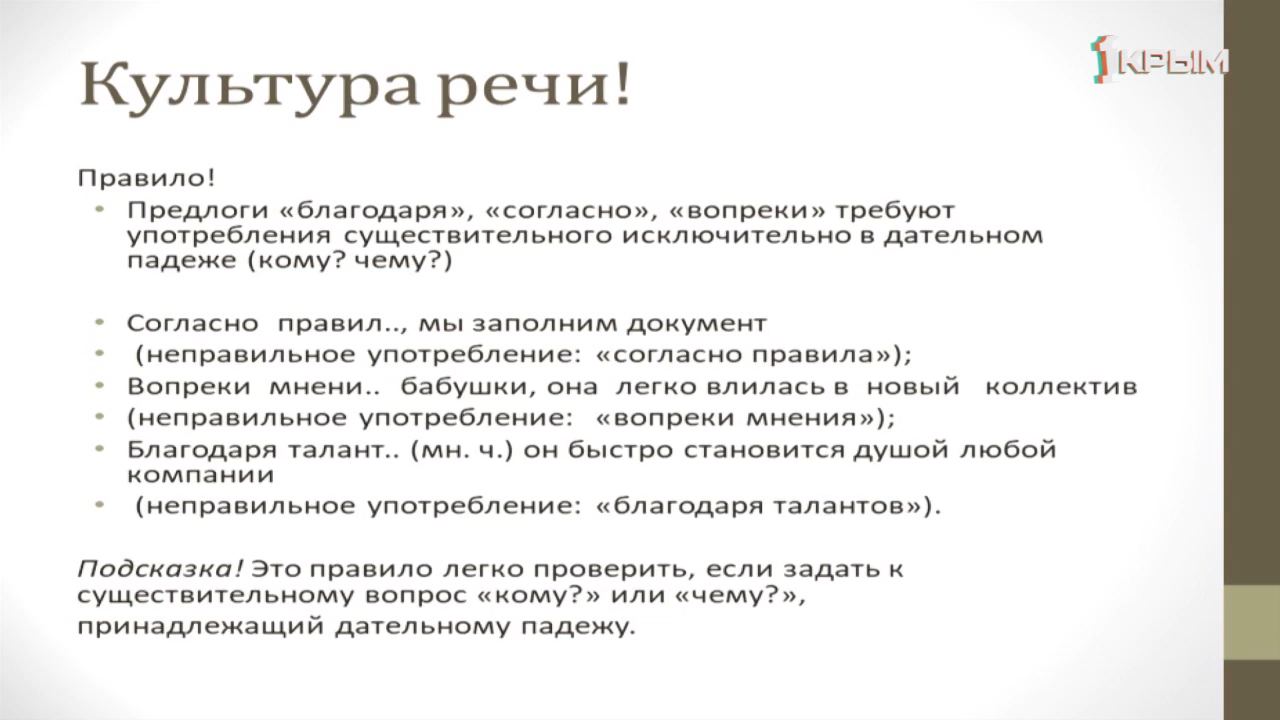 1КРЫМ
Культура речи!
Правило!
• Предлоги «благодаря», «согласно», «вопреки» требуют
употребления существительного исключительно в дательном
падеже (кому? чему?)
• Согласно правил.., мы заполним документ
• (неправильное употребление: «согласно правила»);
• Вопреки мнени.. бабушки, она легко влилась в новый коллектив
• (неправильное употребление: «вопреки мнения»);
• Благодаря талант.. (мн. ч.) он быстро становится душой любой
компании
• (неправильное употребление: «благодаря талантов»).
Подсказка! Это правило легко проверить, если задать к
существительному вопрос «кому?» или «чему?»,
принадлежащий дательному падежу.